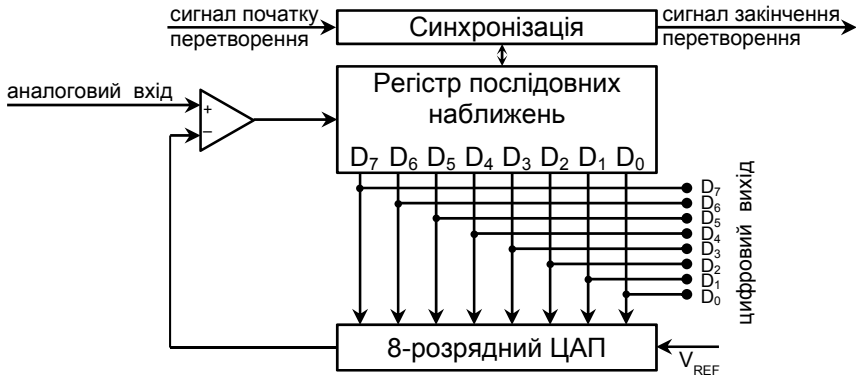 сигнал початку
перетворення
Синхронізація
сигнал закінчення
перетворення
аналоговий вхід
+
−
Регістр послідовних
наближень
D7 D6 D5 D4 D3 D2 D1 D0
D7
D6
D5
D4
D3
D2
D1
D0
цифровий вихід
8-розрядний ЦАП
VREF